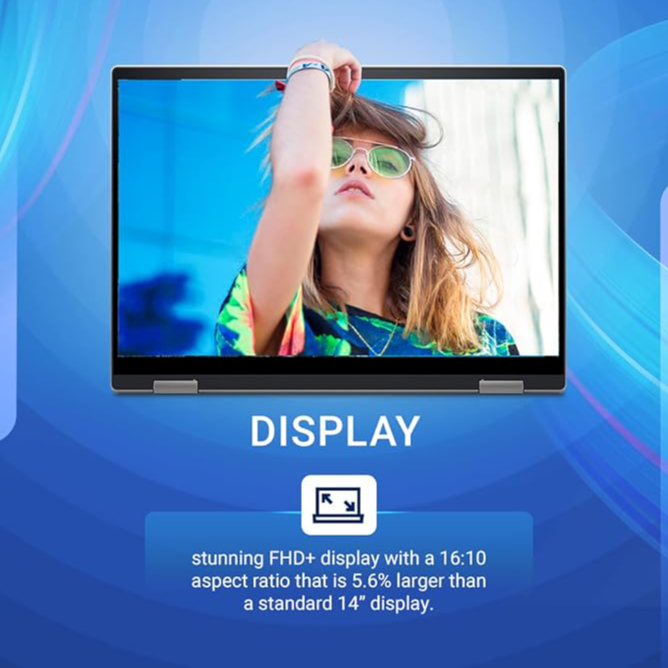 DISPLAY
stunning FHD+ display with a 16:10
aspect ratio that is 5.6% larger than
a standard 14” display.